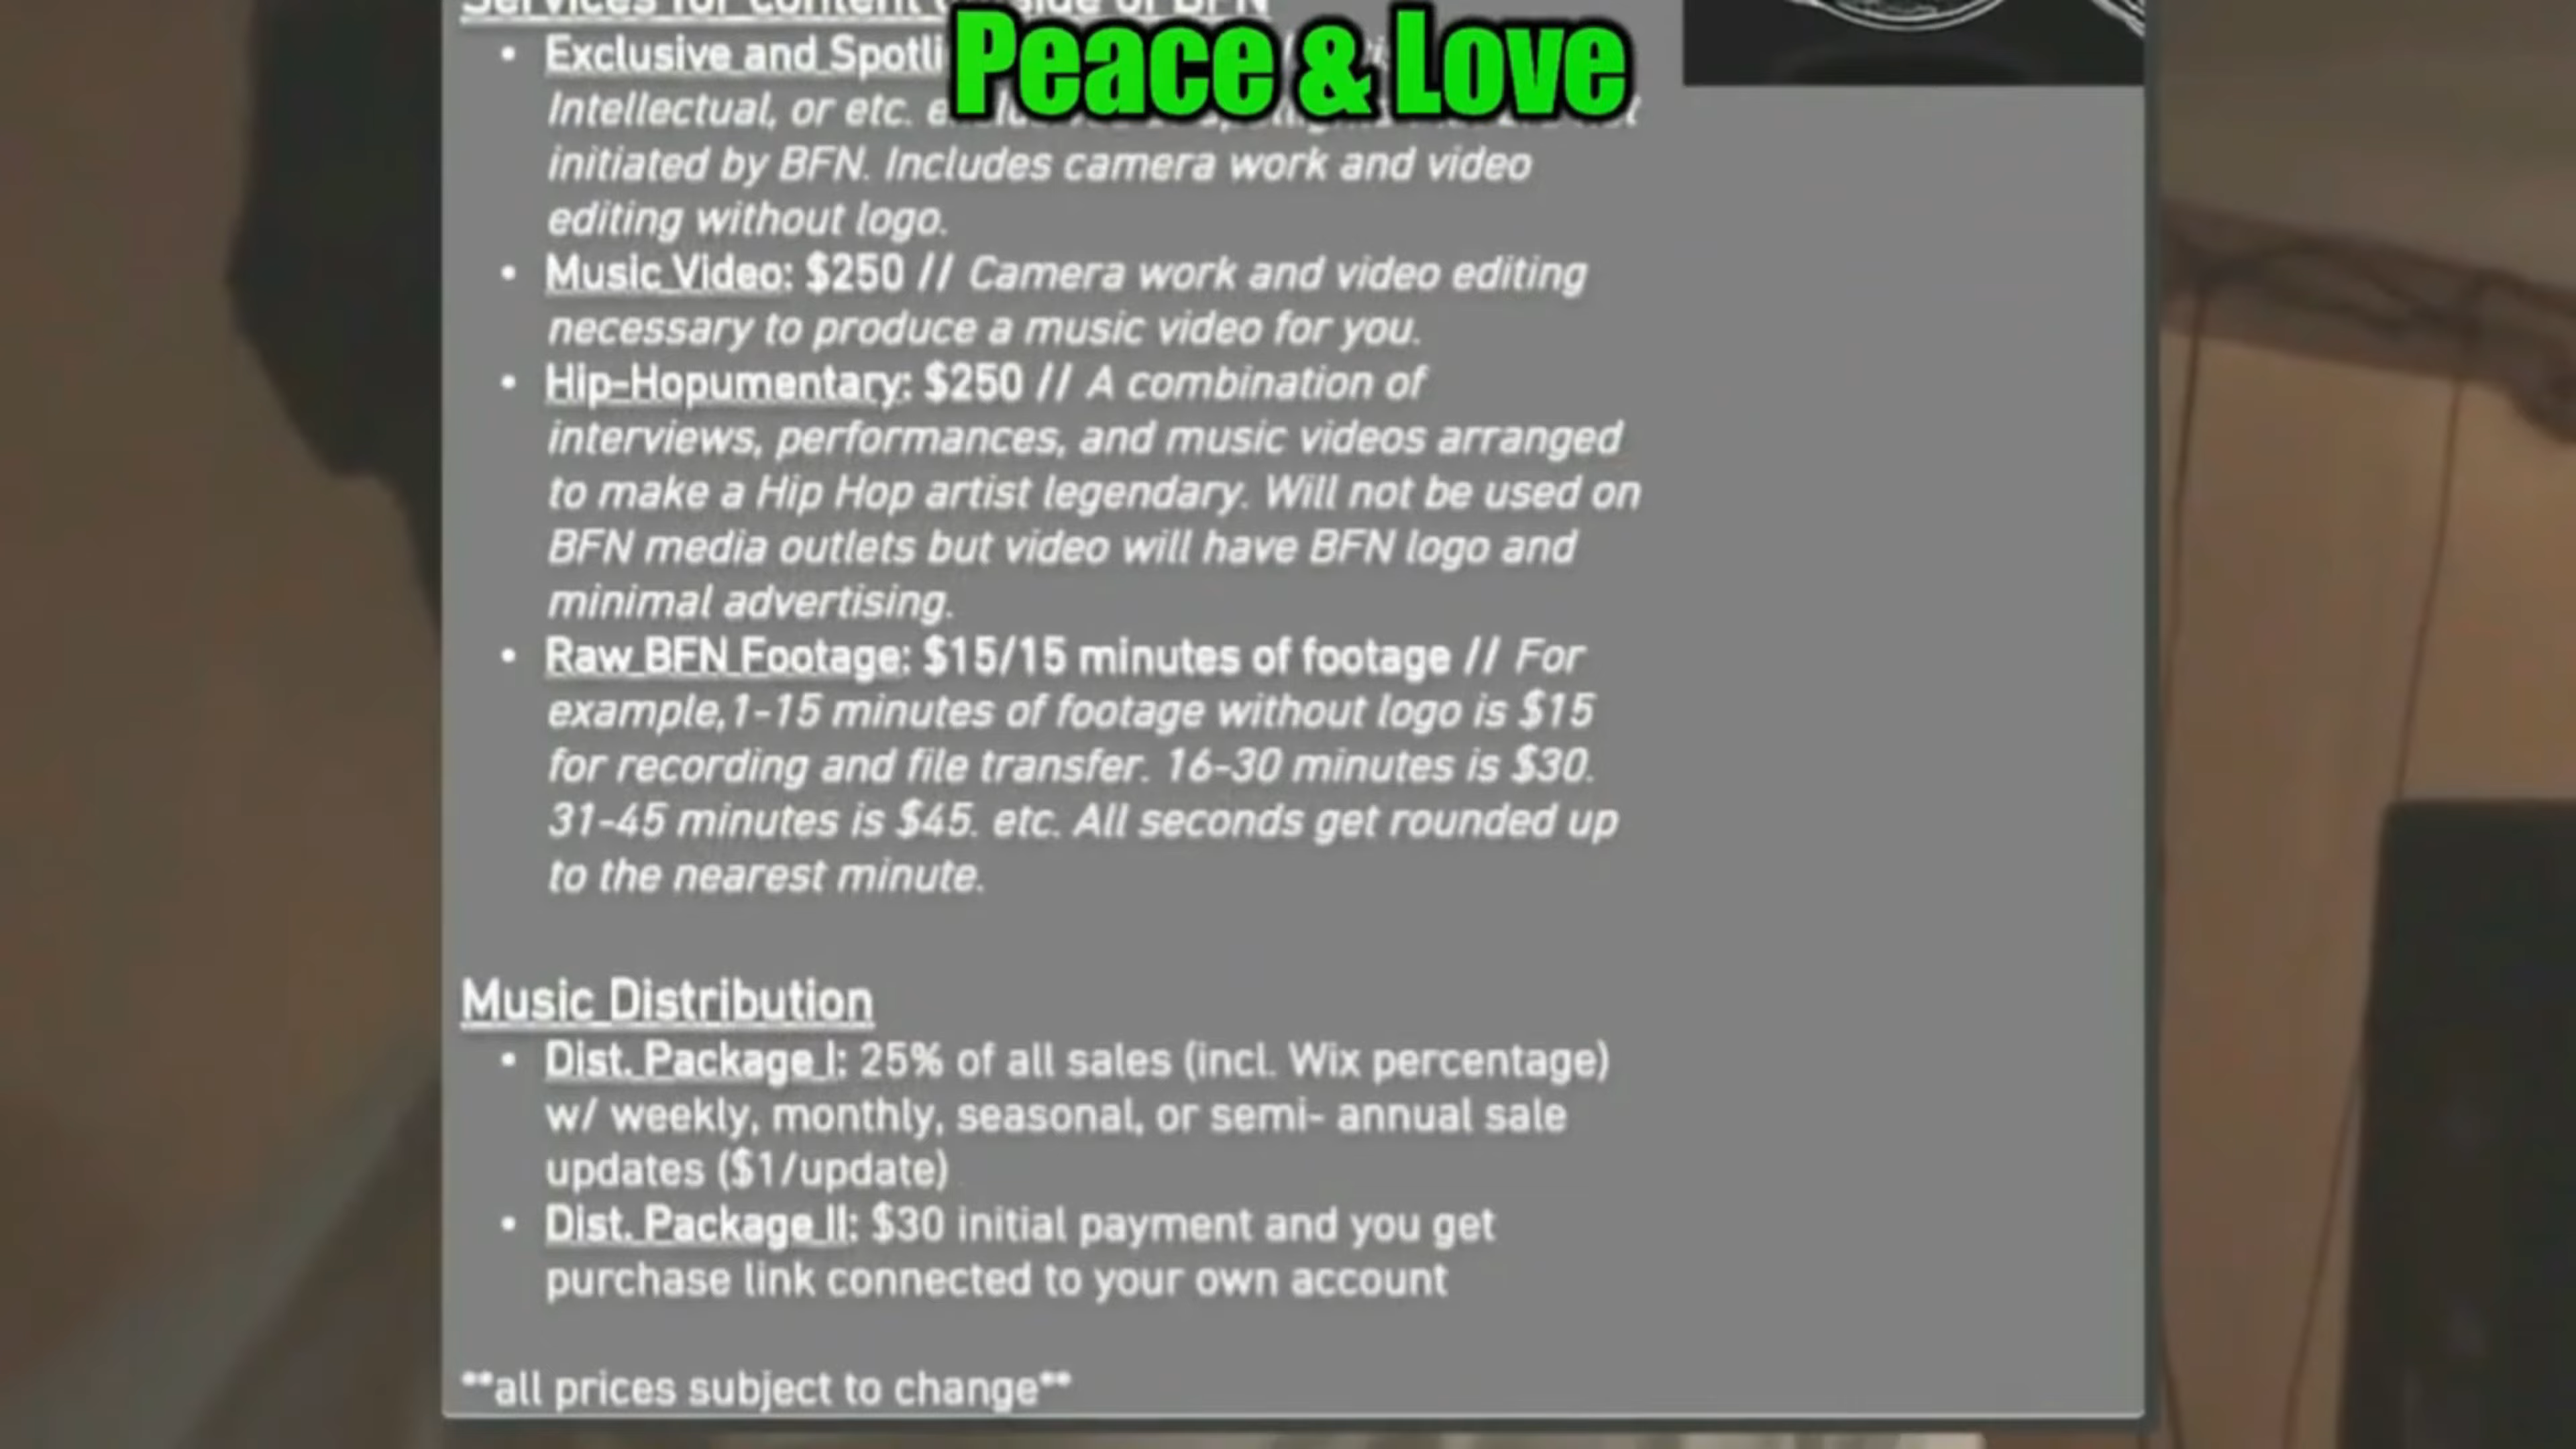 Services for content outside of BFN
Peace & Love
• Exclusive and
Intellectual, or etc.
initiated by BFN. Includes camera work and video
editing without logo.
• Music Video: $250 // Camera work and video editing
necessary to produce a music video for you.
• Hip-Hopumentary: $250 // A combination of
interviews, performances, and music videos arranged
to make a Hip Hop artist legendary. Will not be used on
BFN media outlets but video will have BFN logo and
minimal advertising.
• Raw BFN Footage: $15/15 minutes of footage // For
example,1-15 minutes of footage without logo is $15
for recording and file transfer. 16-30 minutes is $30.
31-45 minutes is $45. etc. All seconds get rounded up
to the nearest minute.
Music Distribution
• Dist. Package I: 25% of all sales (incl. Wix percentage)
w/ weekly, monthly, seasonal, or semi- annual sale
updates ($1/update)
• Dist. Package II: $30 initial payment and you get
purchase link connected to your own account
**all prices subject to change**